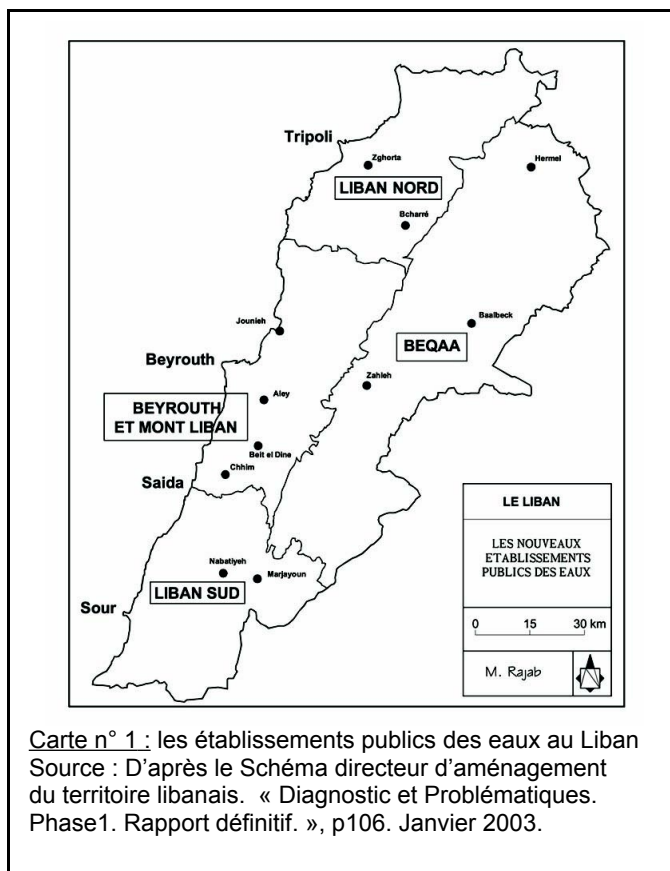 Tripoli
Zghorta
Hermel
LIBAN NORD
Bcharré
Jounieh
Baalbeck
BEQAA
Beyrouth
Zahleh
Aley
BEYROUTH
ET MONT LIBAN
Beit el Dine
Chhim
Saida
LE LIBAN
LES NOUVEAUX
ETABLISSEMENTS
PUBLICS DES EAUX
Nabatiyeh
Marjayoun
LIBAN SUD
Sour
0 15 30 km
M. Rajab
Carte n° 1 : les établissements publics des eaux au Liban
Source : D’après le Schéma directeur d’aménagement
du territoire libanais. « Diagnostic et Problématiques.
Phase1. Rapport définitif. », p106. Janvier 2003.